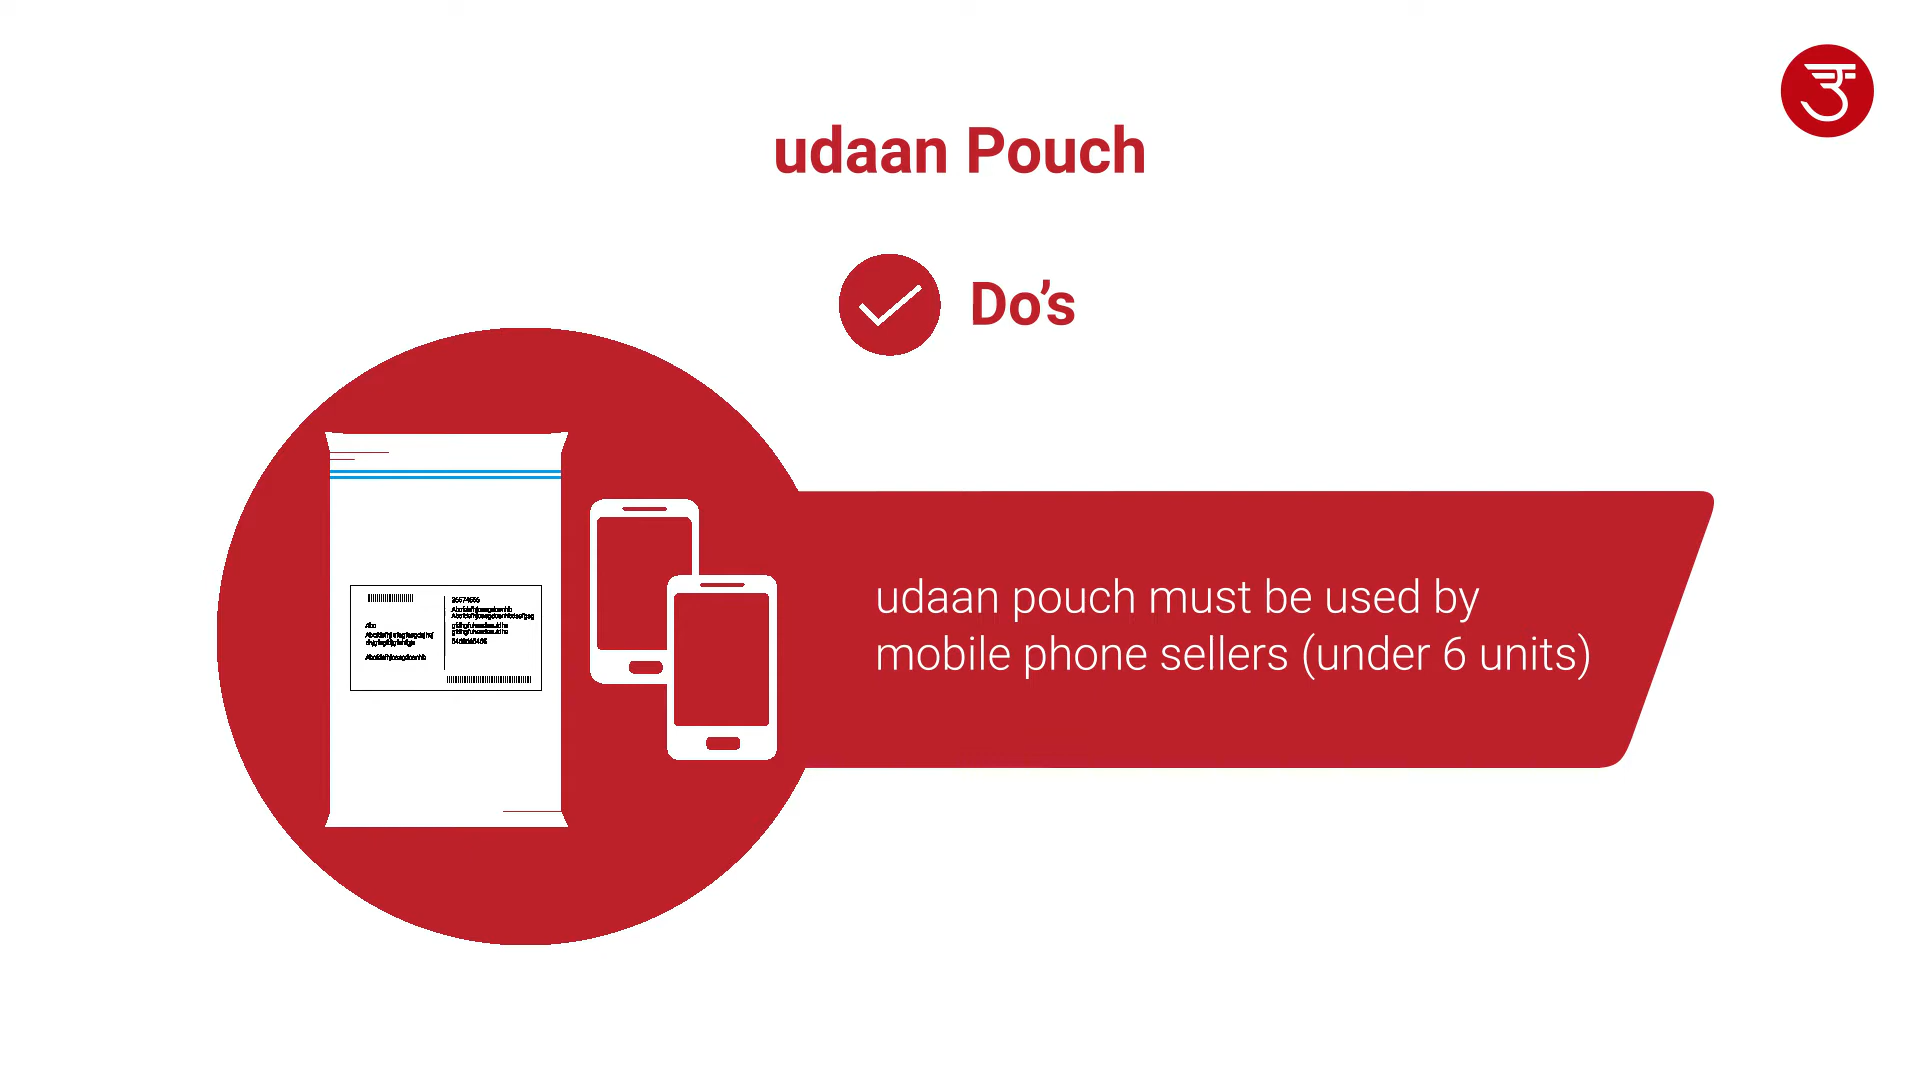 udaan Pouch
Do’s
udaan pouch must be used by
mobile phone sellers (under 6 units)